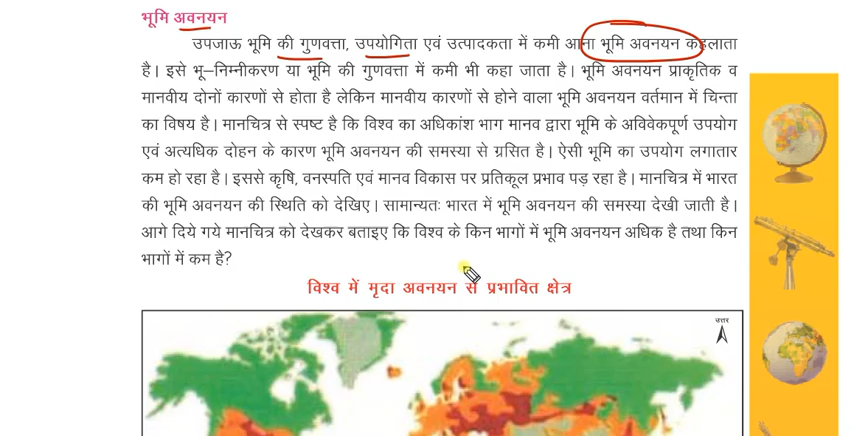 भूमि अवनयन
उपजाऊ भूमि की गुणवत्ता, उपयोगिता एवं उत्पादकता में कमी आना भूमि अवनयन कहलाता
है। इसे भू–निम्नीकरण या भूमि की गुणवत्ता में कमी भी कहा जाता है। भूमि अवनयन प्राकृतिक व
मानवीय दोनों कारणों से होता है लेकिन मानवीय कारणों से होने वाला भूमि अवनयन वर्तमान में चिन्ता
का विषय है। मानचित्र से स्पष्ट है कि विश्व का अधिकांश भाग मानव द्वारा भूमि के अविवेकपूर्ण उपयोग
एवं अत्यधिक दोहन के कारण भूमि अवनयन की समस्या से ग्रसित है। ऐसी भूमि का उपयोग लगातार
कम हो रहा है। इससे कृषि, वनस्पति एवं मानव विकास पर प्रतिकूल प्रभाव पड़ रहा है। मानचित्र में भारत
की भूमि अवनयन की स्थिति को देखिए। सामान्यतः भारत में भूमि अवनयन की समस्या देखी जाती है।
आगे दिये गये मानचित्र को देखकर बताइए कि विश्व के किन भागों में भूमि अवनयन अधिक है तथा किन
भागों में कम है?
विश्व में मृदा अवनयन से प्रभावित क्षेत्र
उत्तर